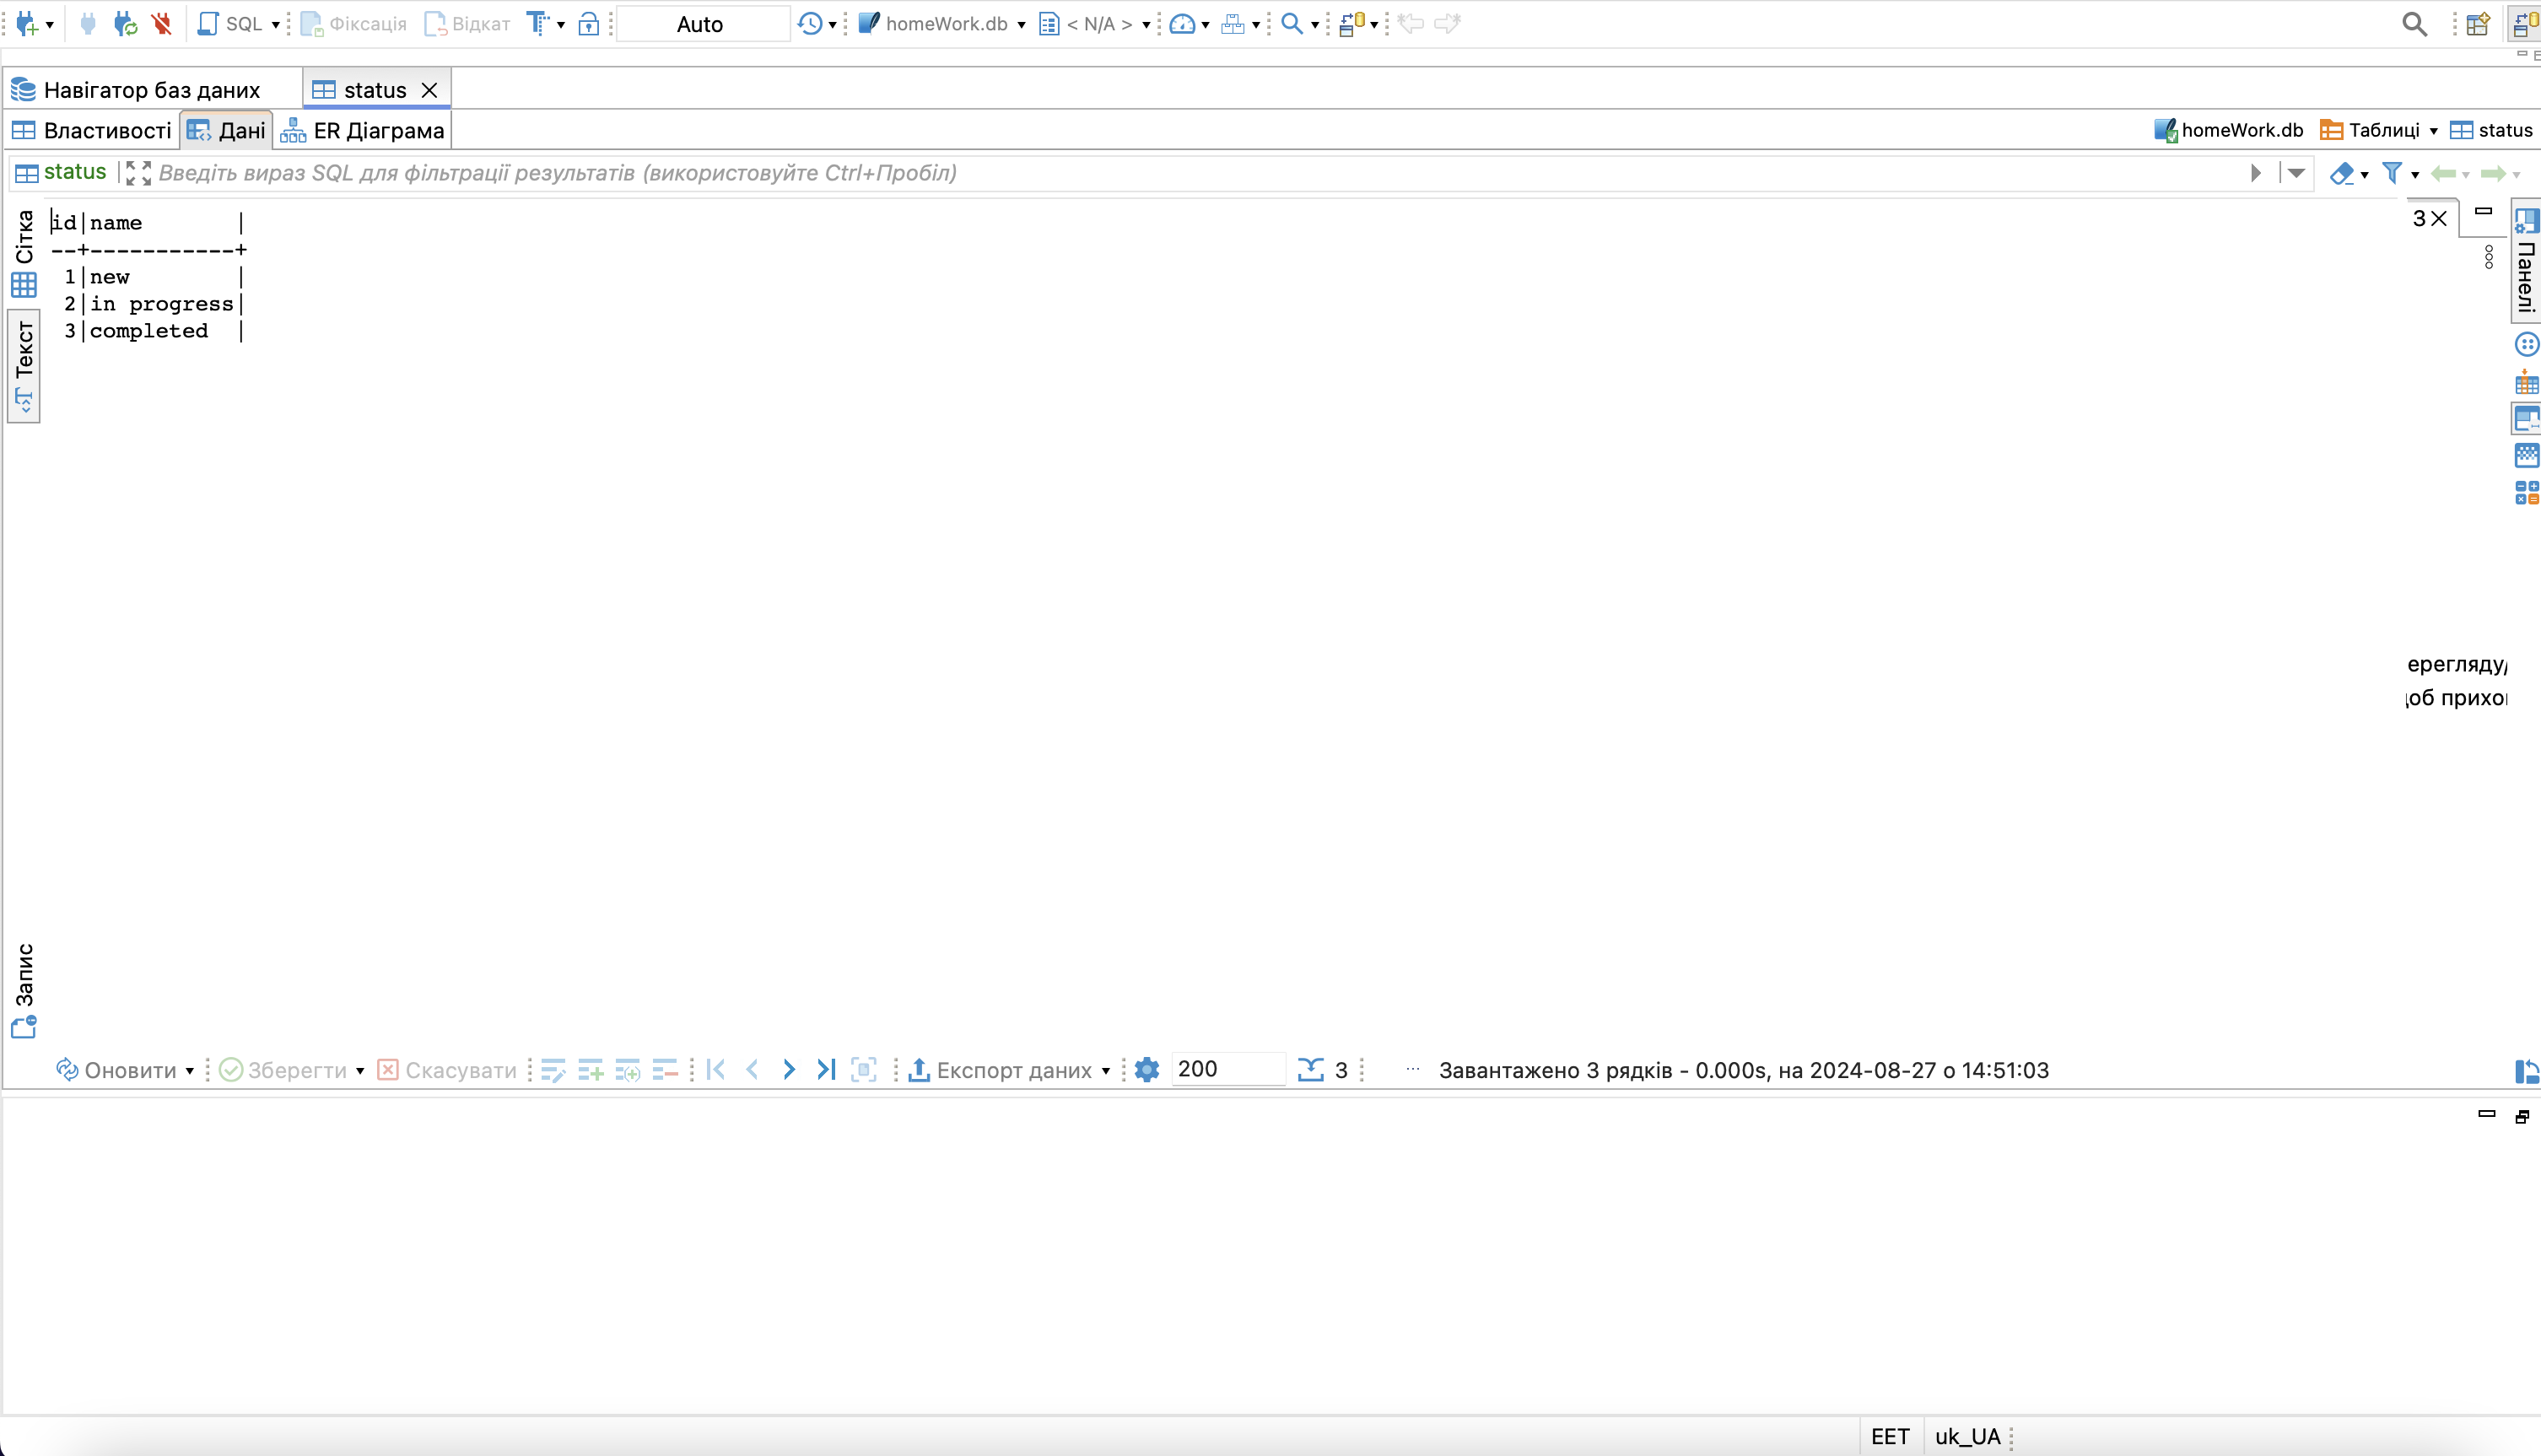 SQL Фіксація Відкат Auto homeWork.db < N/A >
Навігатор баз даних status
Властивості Дані ER Діаграма homeWork.db Таблиці status
status Введіть вираз SQL для фільтрації результатів (використовуйте Ctrl+Пробіл)
Сітка
Текст
Запис
id|name |
--+-----------+
1|new |
2|in progress|
3|completed |
3
Панелі
ерегляду/
об прихо
Оновити Зберегти Скасувати Експорт даних 200 3 ... Завантажено 3 рядків - 0.000s, на 2024-08-27 о 14:51:03
EET uk_UA